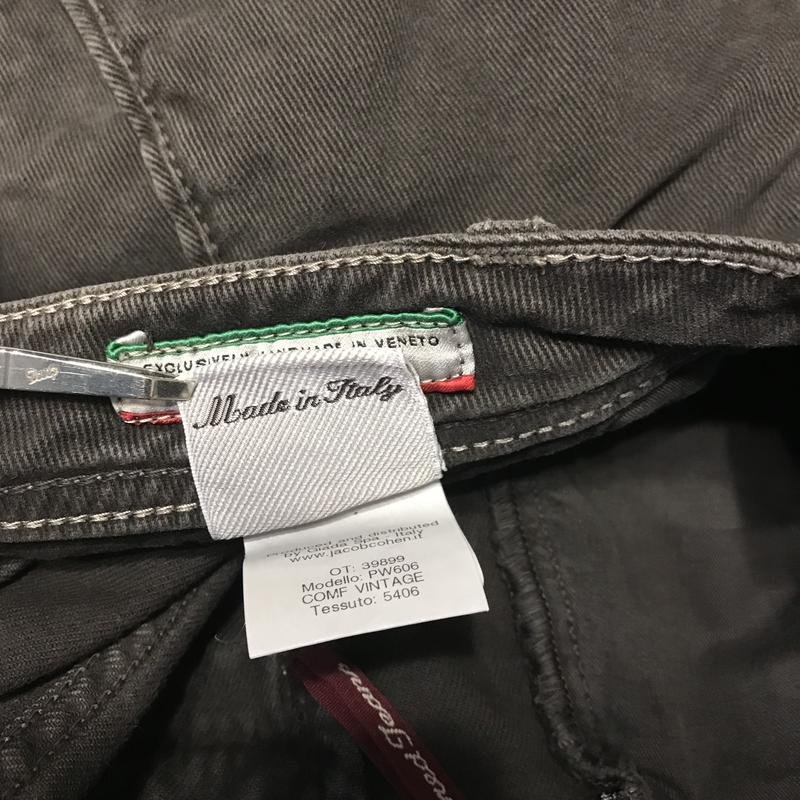 EXCLUSIVELY HANDMADE IN VENETO
Made in Italy
Produced and distributed
BY Giada Spa, Italy
www.jacobcohen.it
OT: 39899
Modello: PW606
COMF VINTAGE
Tessuto: 5406